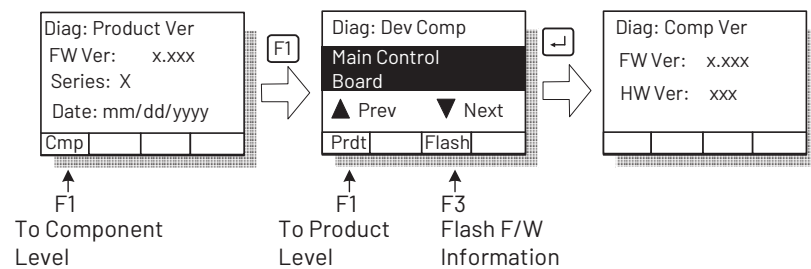 Diag: Product Ver
FW Ver: x.xxx
Series: X
Date: mm/dd/yyyy
Cmp
F1
To Component
Level
F1
Diag: Dev Comp
Main Control
Board
▲ Prev ▼ Next
Prdt Flash
F1
To Product
Level
F3
Flash F/W
Information
↵
Diag: Comp Ver
FW Ver: x.xxx
HW Ver: xxx